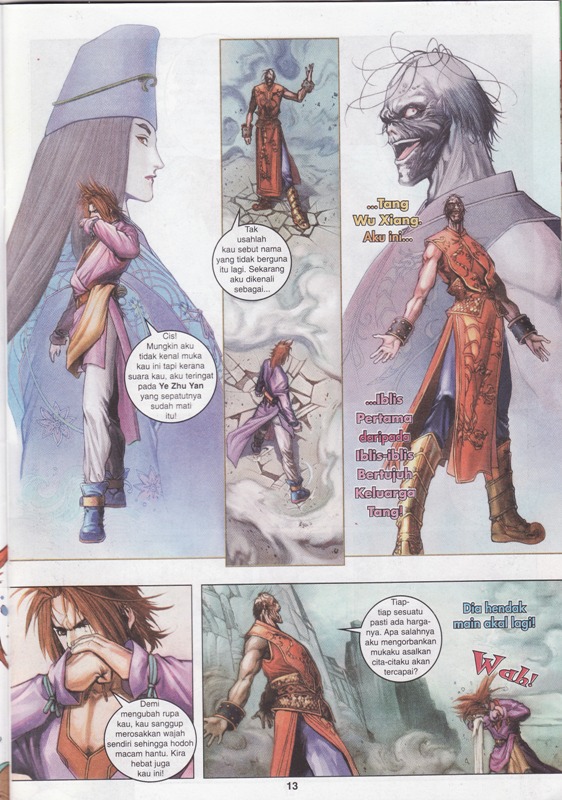 Cis!
Mungkin aku
tidak kenal muka
kau ini tapi kerana
suara kau, aku teringat
pada Ye Zhu Yan
yang sepatutnya
sudah mati
itu!
Tak
usahlah
kau sebut nama
yang tidak berguna
itu lagi. Sekarang
aku dikenali
sebagai...
...Tang
Wu Xiang.
Aku ini...
...Iblis
Pertama
daripada
Iblis-iblis
Bertujuh
Keluarga
Tang!
Demi
mengubah rupa
kau, kau sanggup
merosakkan wajah
sendiri sehingga hodoh
macam hantu. Kira
hebat juga
kau ini!
Tiap-
tiap sesuatu
pasti ada harga-
nya. Apa salahnya
aku mengorbankan
mukaku asalkan
cita-citaku akan
tercapai?
Dia hendak
main akal lagi!
Wah!
13